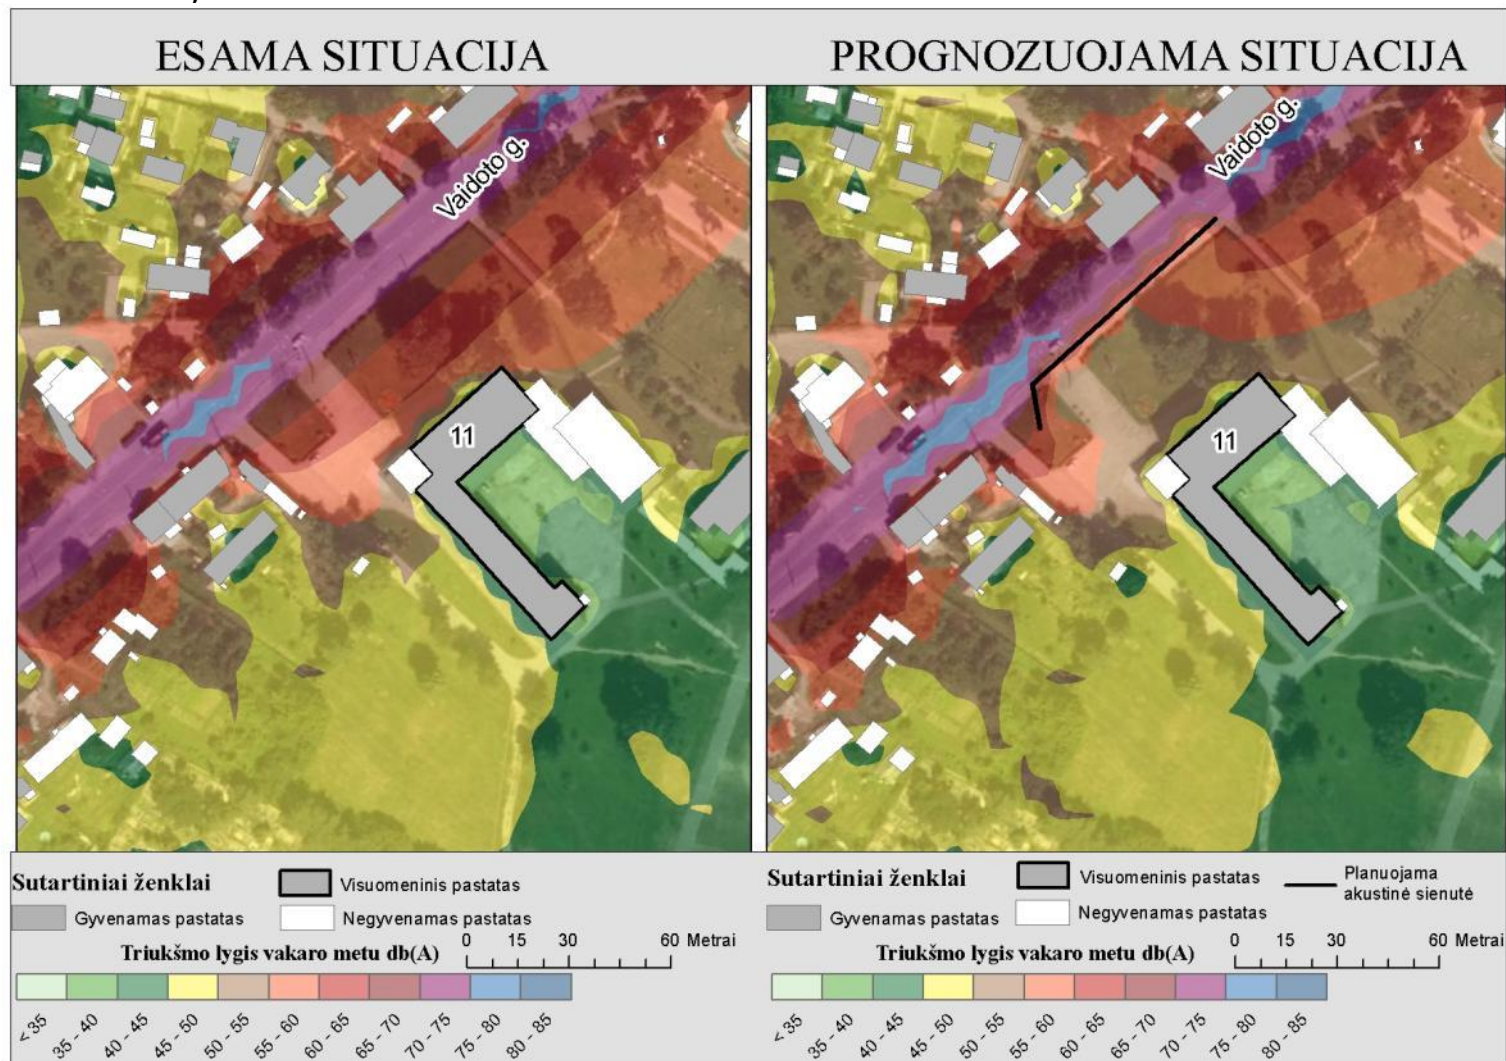 ESAMA SITUACIJA
PROGNOZUOJAMA SITUACIJA
Vaidoto g.
11
Vaidoto g.
11
Sutartiniai ženklai
Visuomeninis pastatas
Gyvenamas pastatas
Negyvenamas pastatas
Triukšmo lygis vakaro metu db(A)
0 15 30 60 Metrai
< 35
35 - 40
40 - 45
45 - 50
50 - 55
55 - 60
60 - 65
65 - 70
70 - 75
75 - 80
80 - 85
Sutartiniai ženklai
Visuomeninis pastatas
Planuojama
akustinė sienutė
Gyvenamas pastatas
Negyvenamas pastatas
Triukšmo lygis vakaro metu db(A)
0 15 30 60 Metrai
< 35
35 - 40
40 - 45
45 - 50
50 - 55
55 - 60
60 - 65
65 - 70
70 - 75
75 - 80
80 - 85